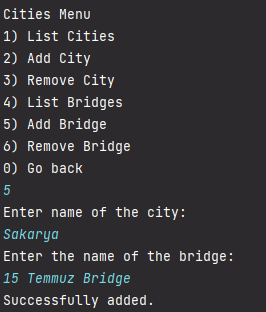 Cities Menu
1) List Cities
2) Add City
3) Remove City
4) List Bridges
5) Add Bridge
6) Remove Bridge
0) Go back
5
Enter name of the city:
Sakarya
Enter the name of the bridge:
15 Temmuz Bridge
Successfully added.